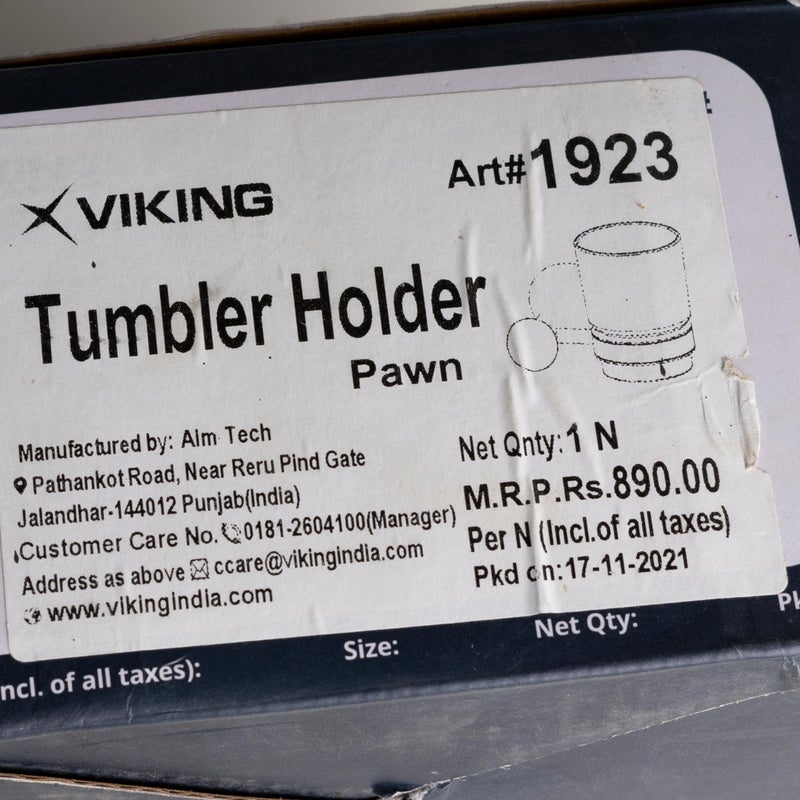 VIKING
Art#1923
Tumbler Holder
Pawn
Manufactured by: Alm Tech
Pathankot Road, Near Reru Pind Gate
Jalandhar-144012 Punjab(India)
Customer Care No. 0181-2604100(Manager)
Address as above ccare@vikingindia.com
www.vikingindia.com
Net Qnty:1 N
M.R.P.Rs.890.00
Per N (Incl.of all taxes)
Pkd on:17-11-2021
ncl. of all taxes):
Size:
Net Qty: